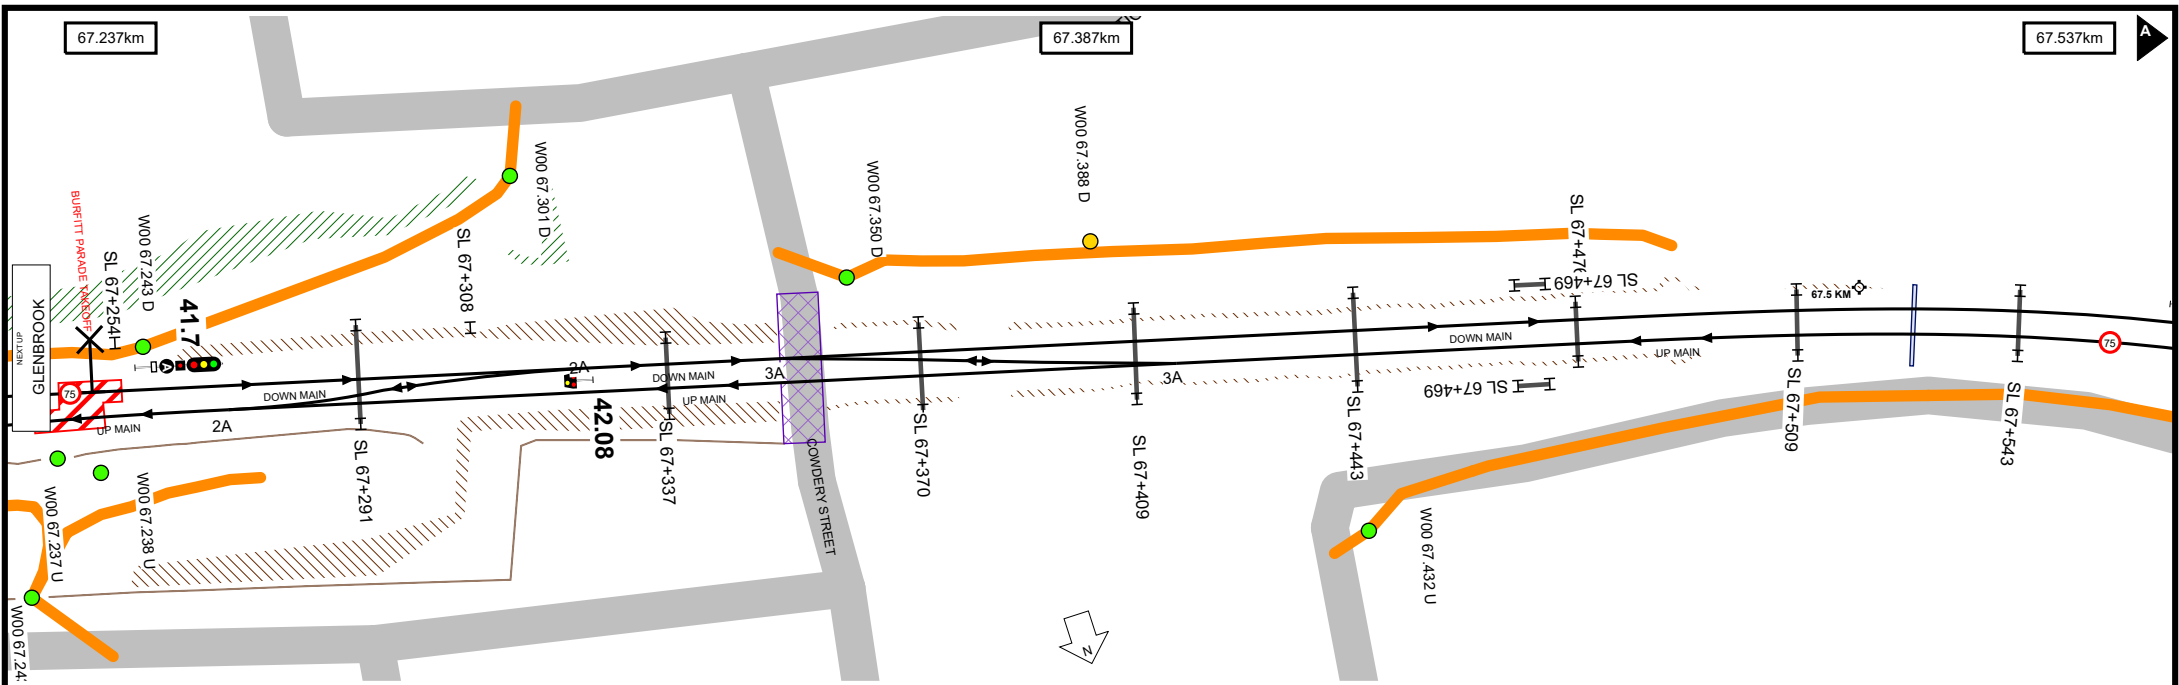 67.237km
67.387km
67.537km
A
BURFITT PARADE TAKEOFF
SL 67+254
W00 67.243 D
41.7
A
NEXT UP
GLENBROOK
75
W00 67.301 D
SL 67+308
W00 67.350 D
W00 67.388 D
SL 67+476
SL 67+469
67.5 KM
DOWN MAIN
UP MAIN
2A
2A
DOWN MAIN
UP MAIN
3A
3A
DOWN MAIN
UP MAIN
75
42.08
SL 67+291
SL 67+337
COWDERY STREET
SL 67+370
SL 67+409
SL 67+443
SL 67+469
SL 67+509
SL 67+543
W00 67.237 U
W00 67.238 U
W00 67.432 U
W00 67.24
N